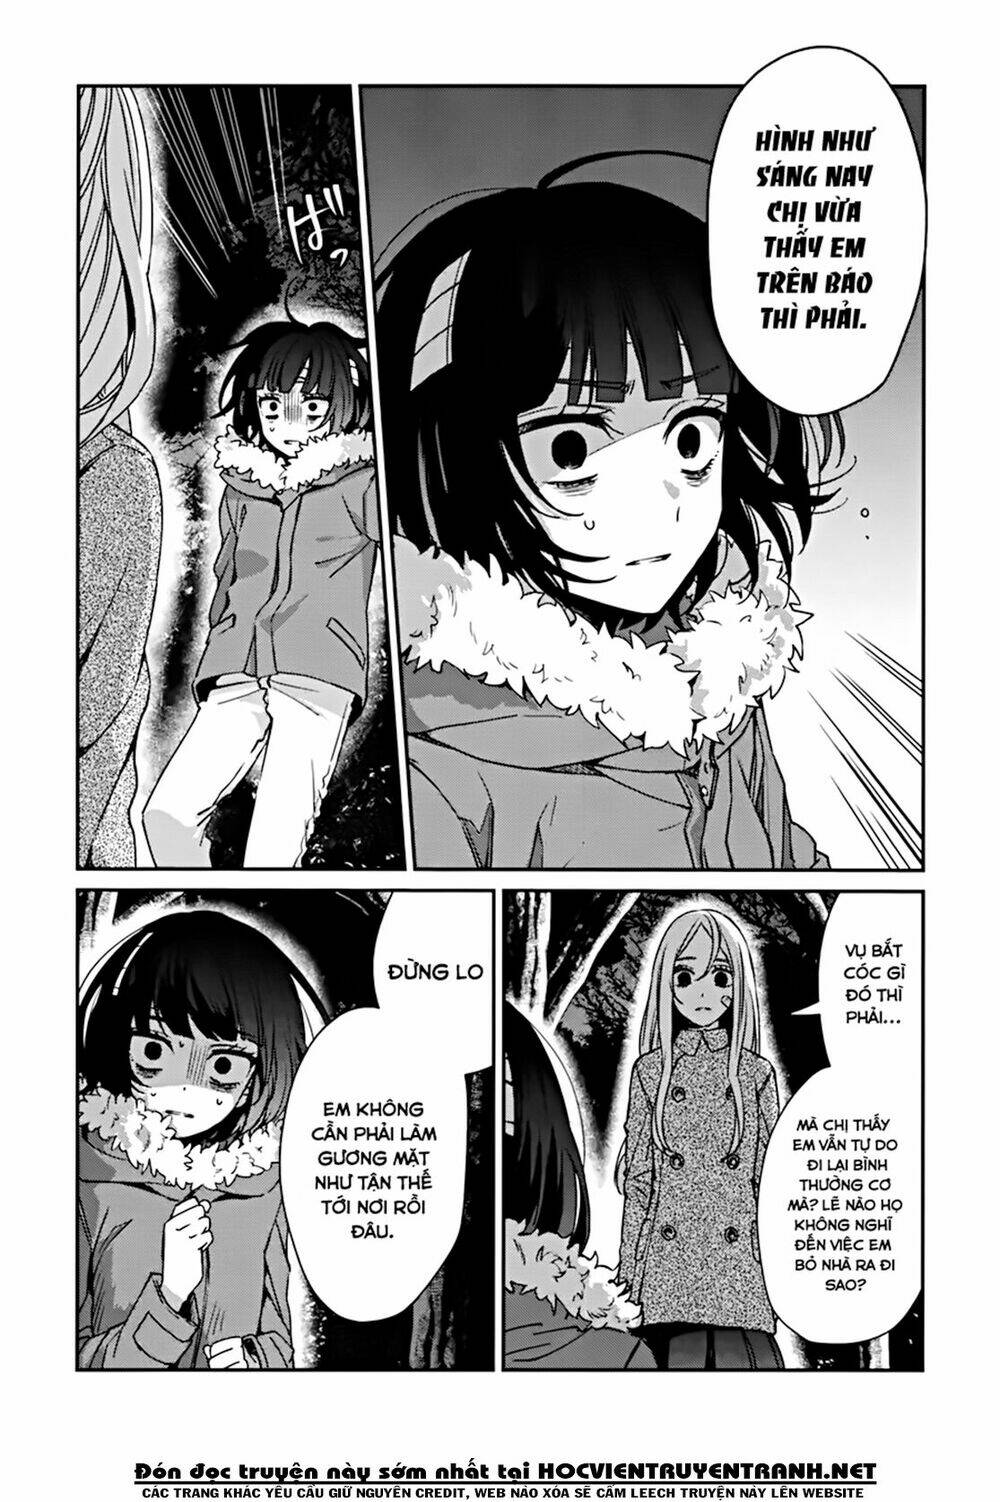 HÌNH NHƯ
SÁNG NAY
CHỊ VỪA
THẤY EM
TRÊN BÁO
THÌ PHẢI.
ばっ
VỤ BẮT
CÓC GÌ
ĐÓ THÌ
PHẢI...
MÀ CHỊ THẤY
EM VẪN TỰ DO
ĐI LẠI BÌNH
THƯỜNG CƠ
MÀ? LẼ NÀO HỌ
KHÔNG NGHĨ
ĐẾN VIỆC EM
BỎ NHÀ RA ĐI
SAO?
ĐỪNG LO
EM KHÔNG
CẦN PHẢI LÀM
GƯƠNG MẶT
NHƯ TẬN THẾ
TỚI NƠI RỒI
ĐÂU.
Đón đọc truyện này sớm nhất tại HOCVIENTRUYENTRANH.NET
CÁC TRANG KHÁC YÊU CẦU GIỮ NGUYÊN CREDIT, WEB NÀO XÓA SẼ CẤM LEECH TRUYỆN NÀY LÊN WEBSITE